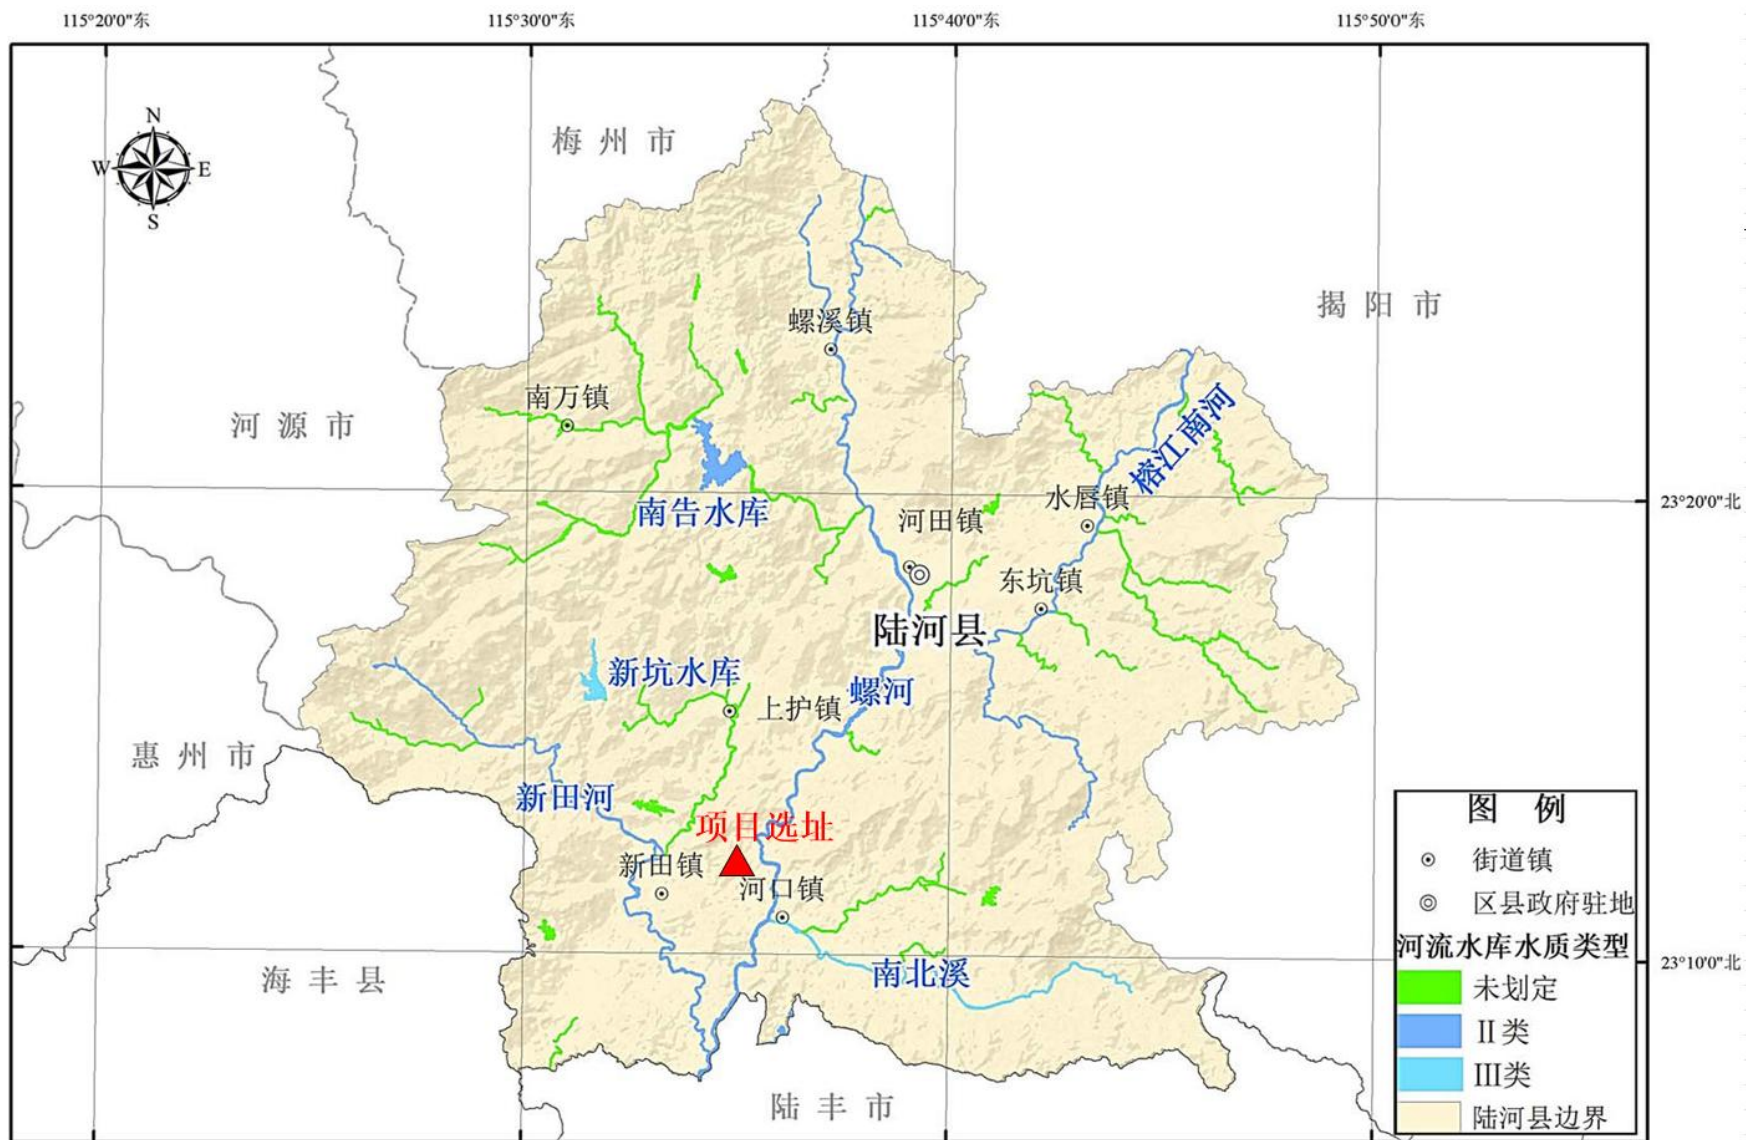 115°20'0"东
115°30'0"东
115°40'0"东
115°50'0"东
N
W
E
S
梅州市
揭阳市
螺溪镇
南万镇
河源市
榕江南河
23°20'0"北
水唇镇
南告水库
河田镇
东坑镇
陆河县
新坑水库
螺河
上护镇
惠州市
新田河
项目选址
新田镇
河口镇
南北溪
23°10'0"北
海丰县
陆丰市
图 例
街道镇
区县政府驻地
河流水库水质类型
未划定
Ⅱ类
Ⅲ类
陆河县边界